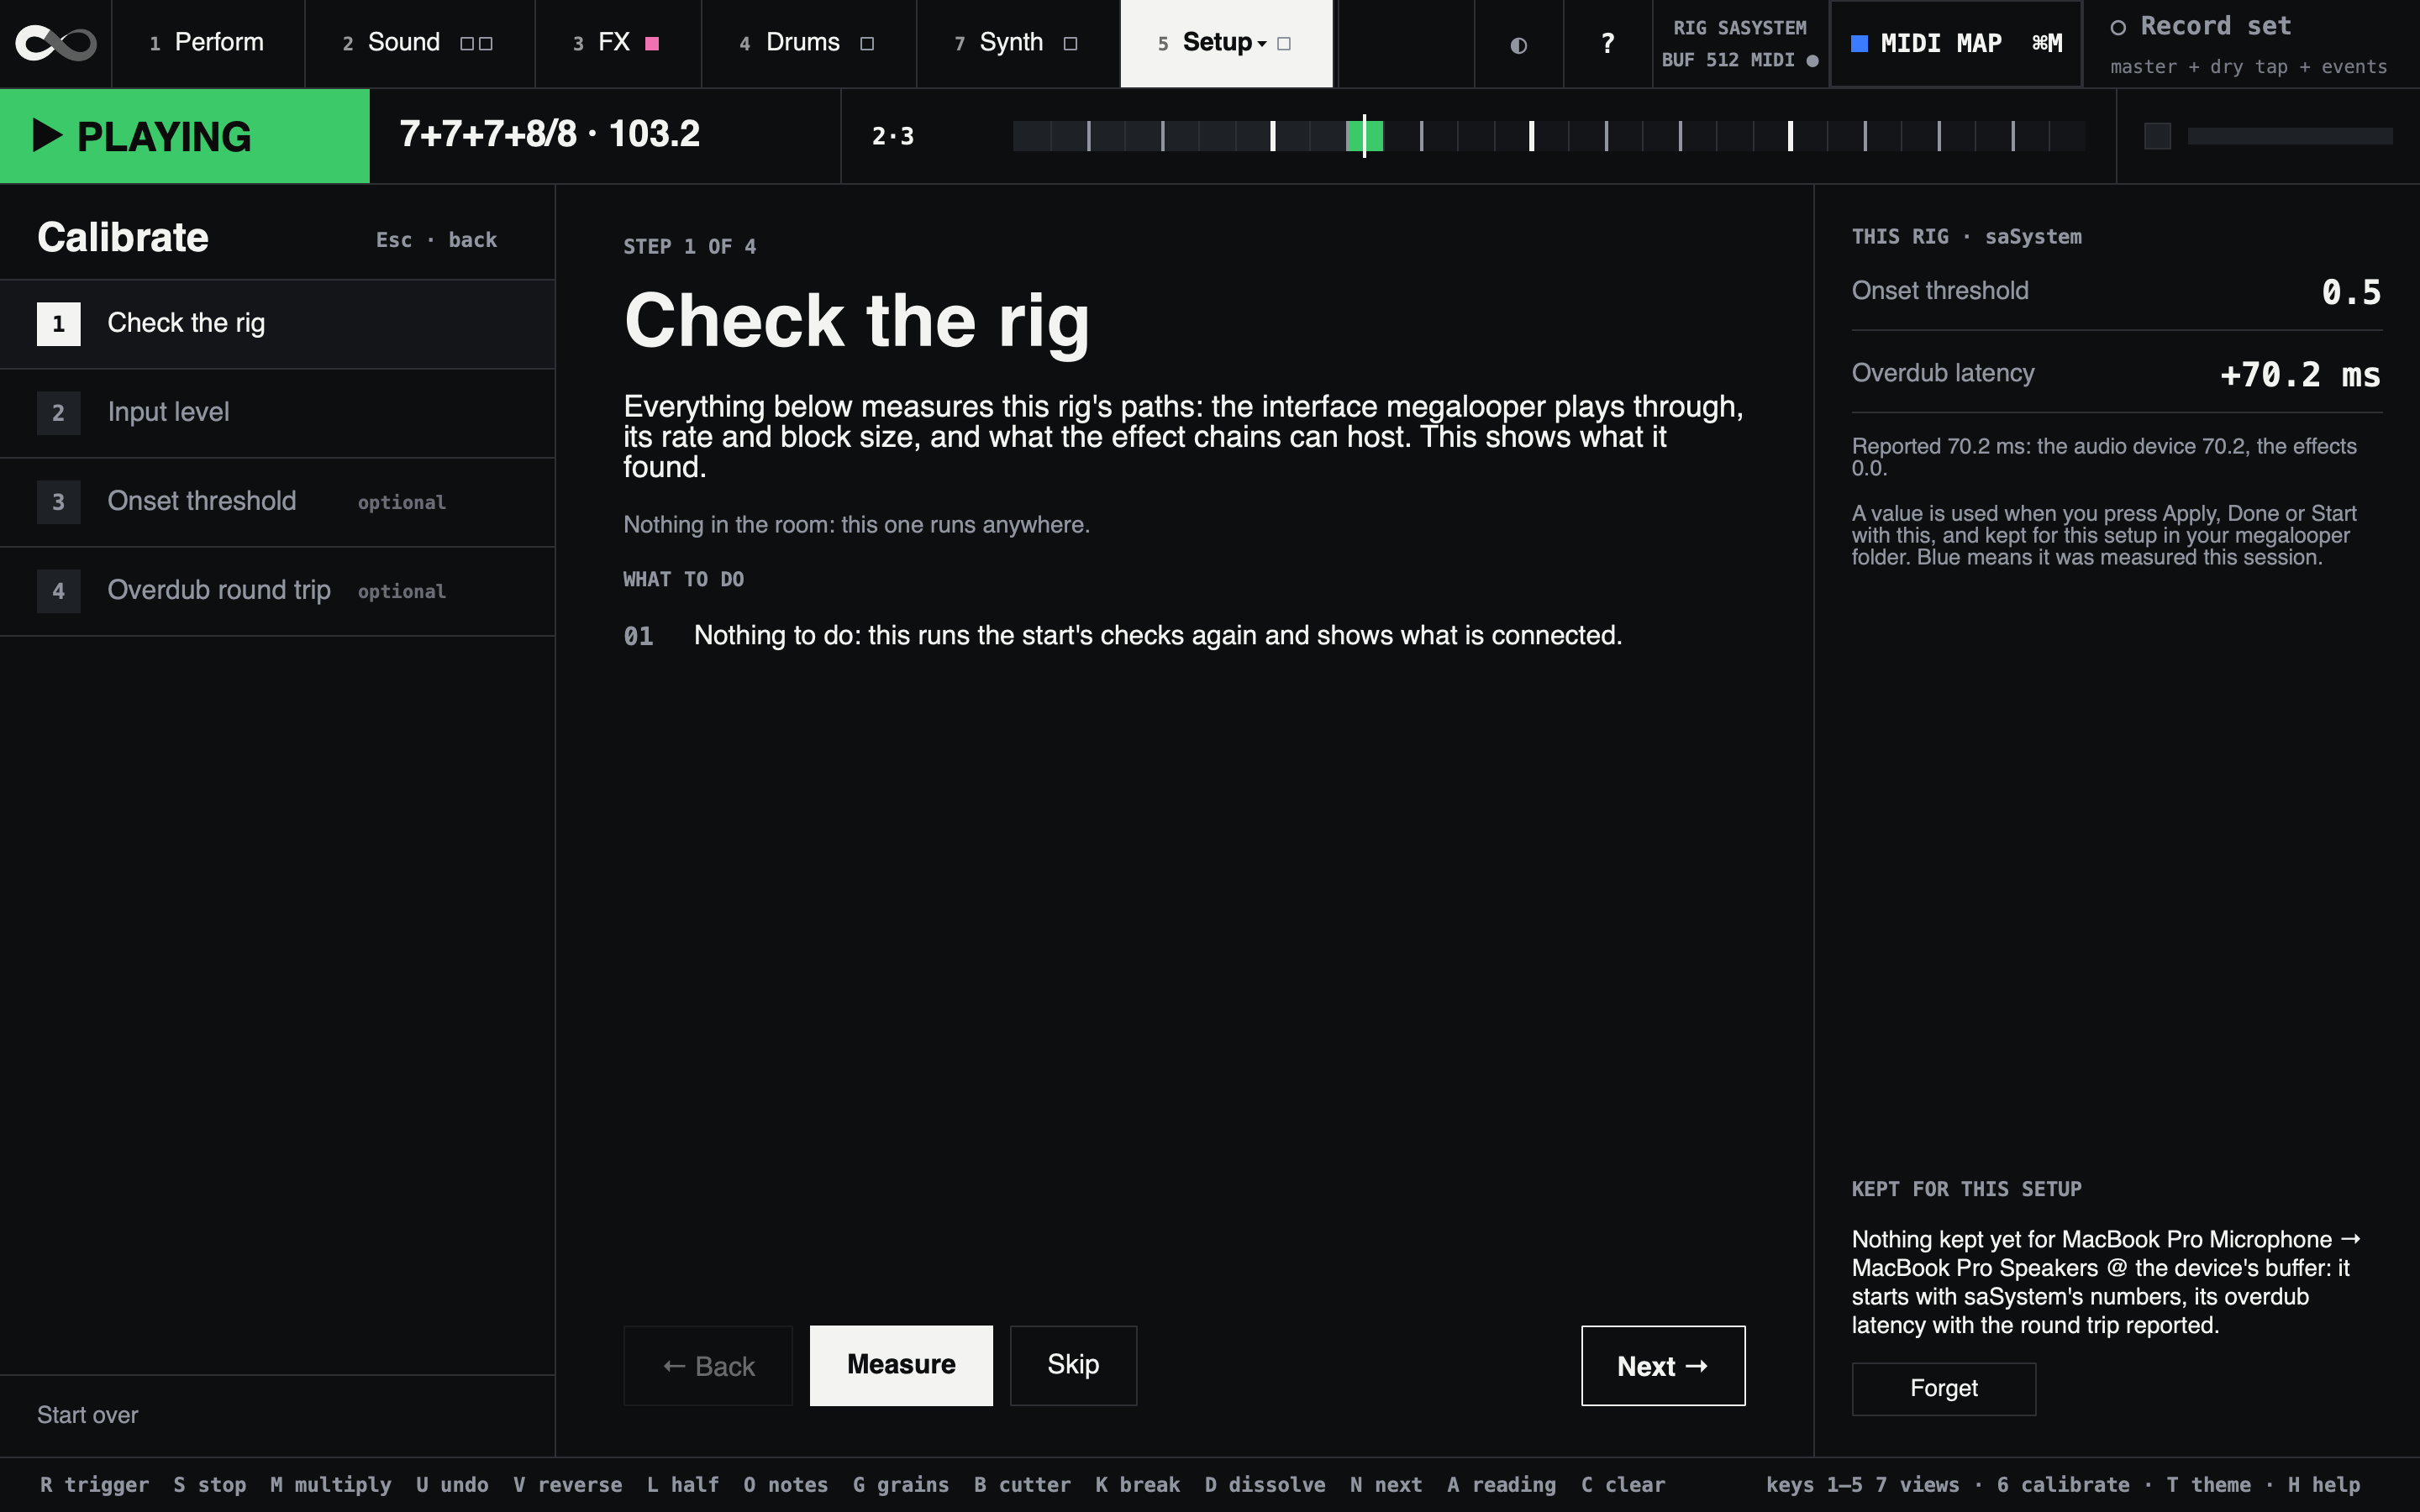 1 Perform
2 Sound
3 FX
4 Drums
7 Synth
5 Setup
?
RIG SASYSTEM
BUF 512 MIDI
MIDI MAP ⌘M
Record set
master + dry tap + events
PLAYING
7+7+7+8/8 · 103.2
2·3
Calibrate
Esc · back
1 Check the rig
2 Input level
3 Onset threshold optional
4 Overdub round trip optional
Start over
STEP 1 OF 4
Check the rig
Everything below measures this rig's paths: the interface megalooper plays through,
its rate and block size, and what the effect chains can host. This shows what it
found.
Nothing in the room: this one runs anywhere.
WHAT TO DO
01 Nothing to do: this runs the start's checks again and shows what is connected.
← Back
Measure
Skip
Next →
THIS RIG · saSystem
Onset threshold 0.5
Overdub latency +70.2 ms
Reported 70.2 ms: the audio device 70.2, the effects
0.0.
A value is used when you press Apply, Done or Start
with this, and kept for this setup in your megalooper
folder. Blue means it was measured this session.
KEPT FOR THIS SETUP
Nothing kept yet for MacBook Pro Microphone →
MacBook Pro Speakers @ the device's buffer: it
starts with saSystem's numbers, its overdub
latency with the round trip reported.
Forget
R trigger S stop M multiply U undo V reverse L half O notes G grains B cutter K break D dissolve N next A reading C clear
keys 1–5 7 views · 6 calibrate · T theme · H help